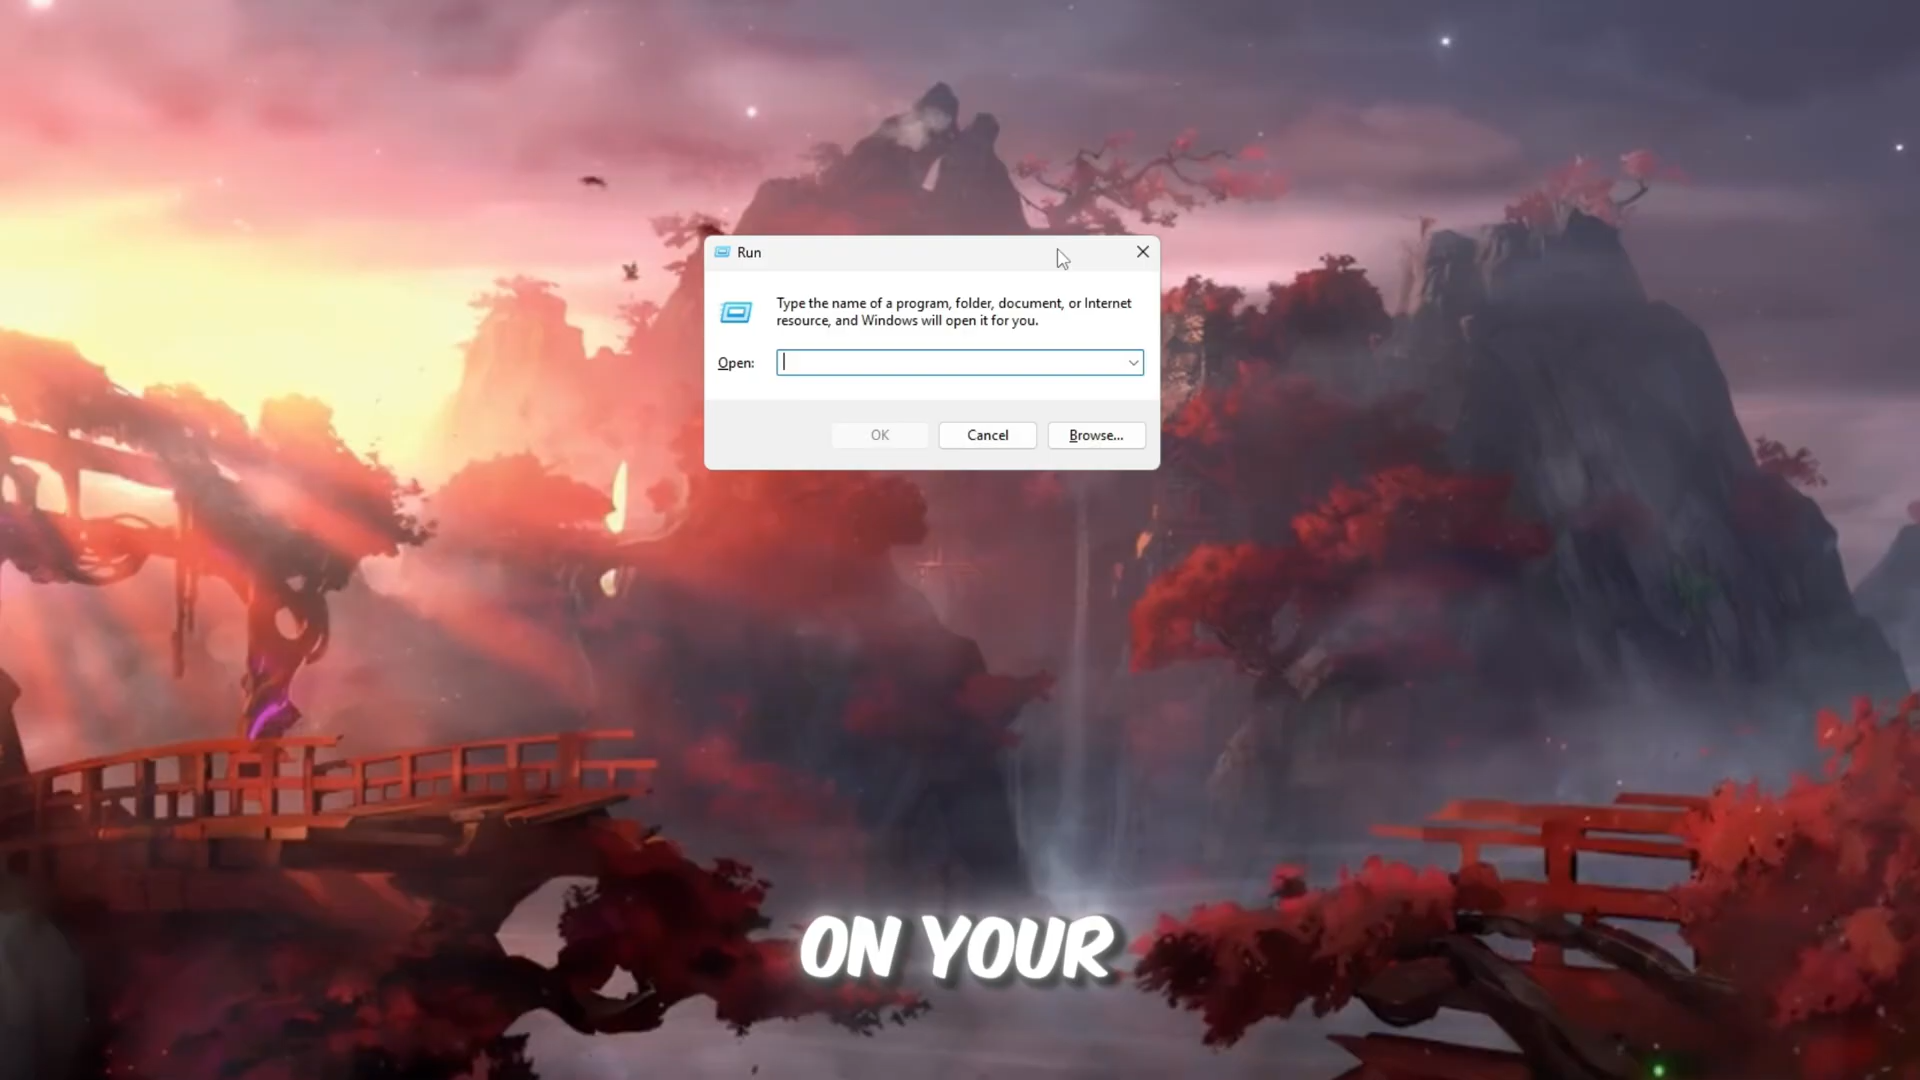 Run
Type the name of a program, folder, document, or Internet
resource, and Windows will open it for you.
Open:
OK
Cancel
Browse...
ON YOUR